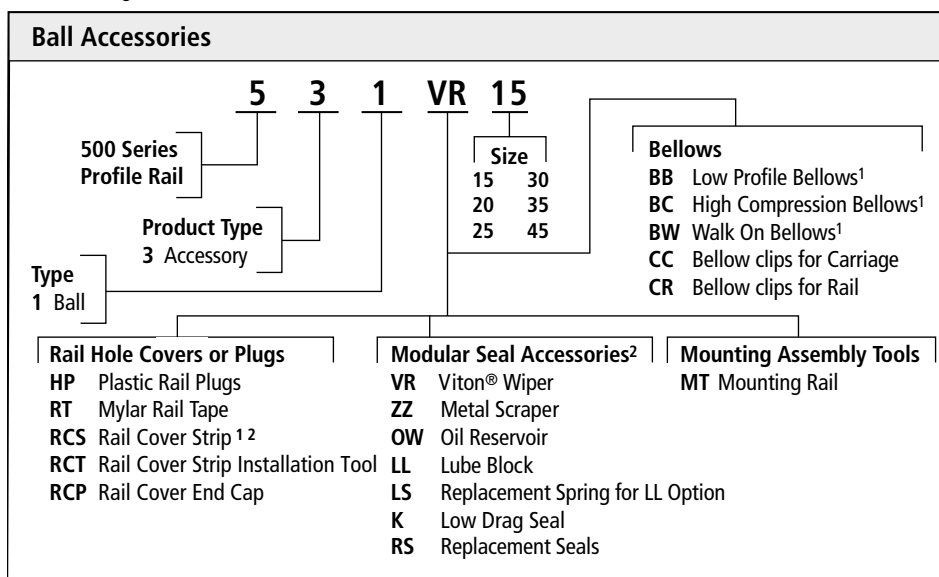 Ball Accessories
5 3 1 VR 15
500 Series
Profile Rail
Product Type
3 Accessory
Type
1 Ball
Size
15 30
20 35
25 45
Bellows
BB Low Profile Bellows1
BC High Compression Bellows1
BW Walk On Bellows1
CC Bellow clips for Carriage
CR Bellow clips for Rail
Rail Hole Covers or Plugs
HP Plastic Rail Plugs
RT Mylar Rail Tape
RCS Rail Cover Strip 1 2
RCT Rail Cover Strip Installation Tool
RCP Rail Cover End Cap
Modular Seal Accessories2
VR Viton® Wiper
ZZ Metal Scraper
OW Oil Reservoir
LL Lube Block
LS Replacement Spring for LL Option
K Low Drag Seal
RS Replacement Seals
Mounting Assembly Tools
MT Mounting Rail